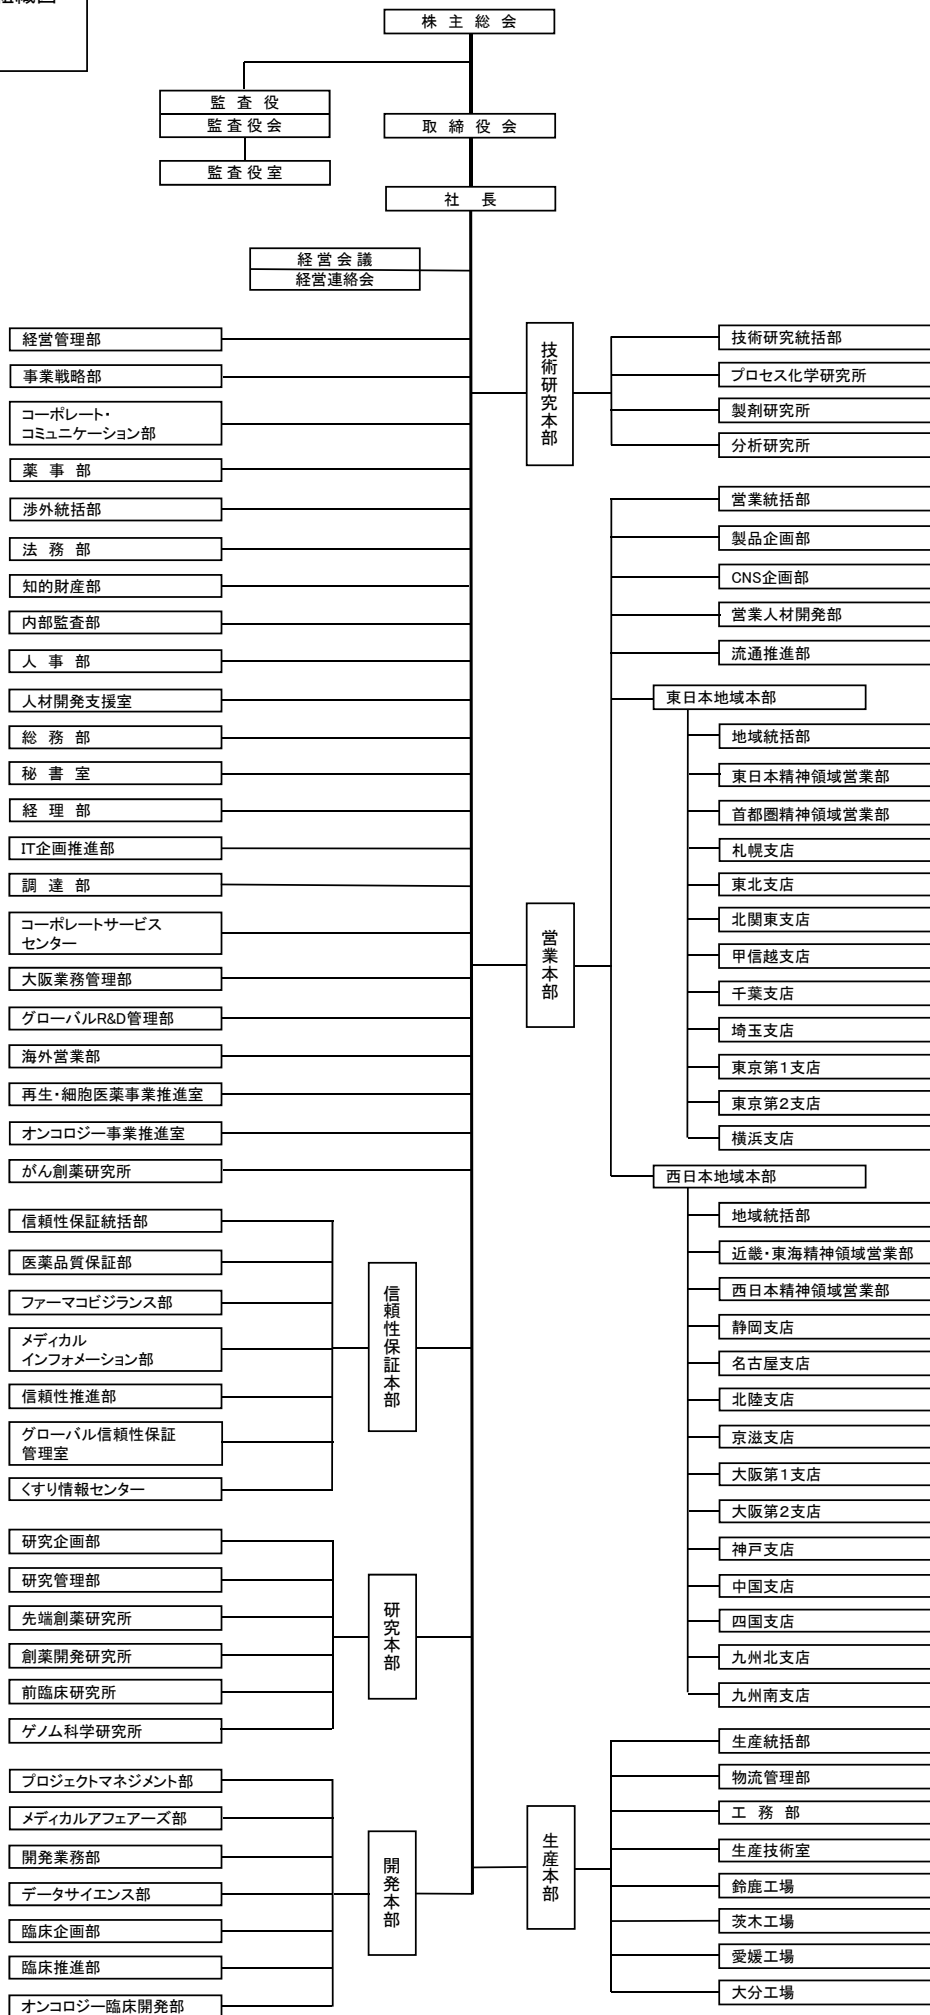 組織図
株主総会
監査役
監査役会
取締役会
監査役室
社長
経営会議
経営連絡会
経営管理部
事業戦略部
コーポレート・
コミュニケーション部
薬事部
渉外統括部
法務部
知的財産部
内部監査部
人事部
人材開発支援室
総務部
秘書室
経理部
IT企画推進部
調達部
コーポレートサービス
センター
大阪業務管理部
グローバルR&D管理部
海外営業部
再生・細胞医薬事業推進室
オンコロジー事業推進室
がん創薬研究所
信頼性保証本部
信頼性保証統括部
医薬品質保証部
ファーマコビジランス部
メディカル
インフォメーション部
信頼性推進部
グローバル信頼性保証
管理室
くすり情報センター
研究本部
研究企画部
研究管理部
先端創薬研究所
創薬開発研究所
前臨床研究所
ゲノム科学研究所
開発本部
プロジェクトマネジメント部
メディカルアフェアーズ部
開発業務部
データサイエンス部
臨床企画部
臨床推進部
オンコロジー臨床開発部
技術研究本部
技術研究統括部
プロセス化学研究所
製剤研究所
分析研究所
営業本部
営業統括部
製品企画部
CNS企画部
営業人材開発部
流通推進部
東日本地域本部
地域統括部
東日本精神領域営業部
首都圏精神領域営業部
札幌支店
東北支店
北関東支店
甲信越支店
千葉支店
埼玉支店
東京第1支店
東京第2支店
横浜支店
西日本地域本部
地域統括部
近畿・東海精神領域営業部
西日本精神領域営業部
静岡支店
名古屋支店
北陸支店
京滋支店
大阪第1支店
大阪第2支店
神戸支店
中国支店
四国支店
九州北支店
九州南支店
生産本部
生産統括部
物流管理部
工務部
生産技術室
鈴鹿工場
茨木工場
愛媛工場
大分工場